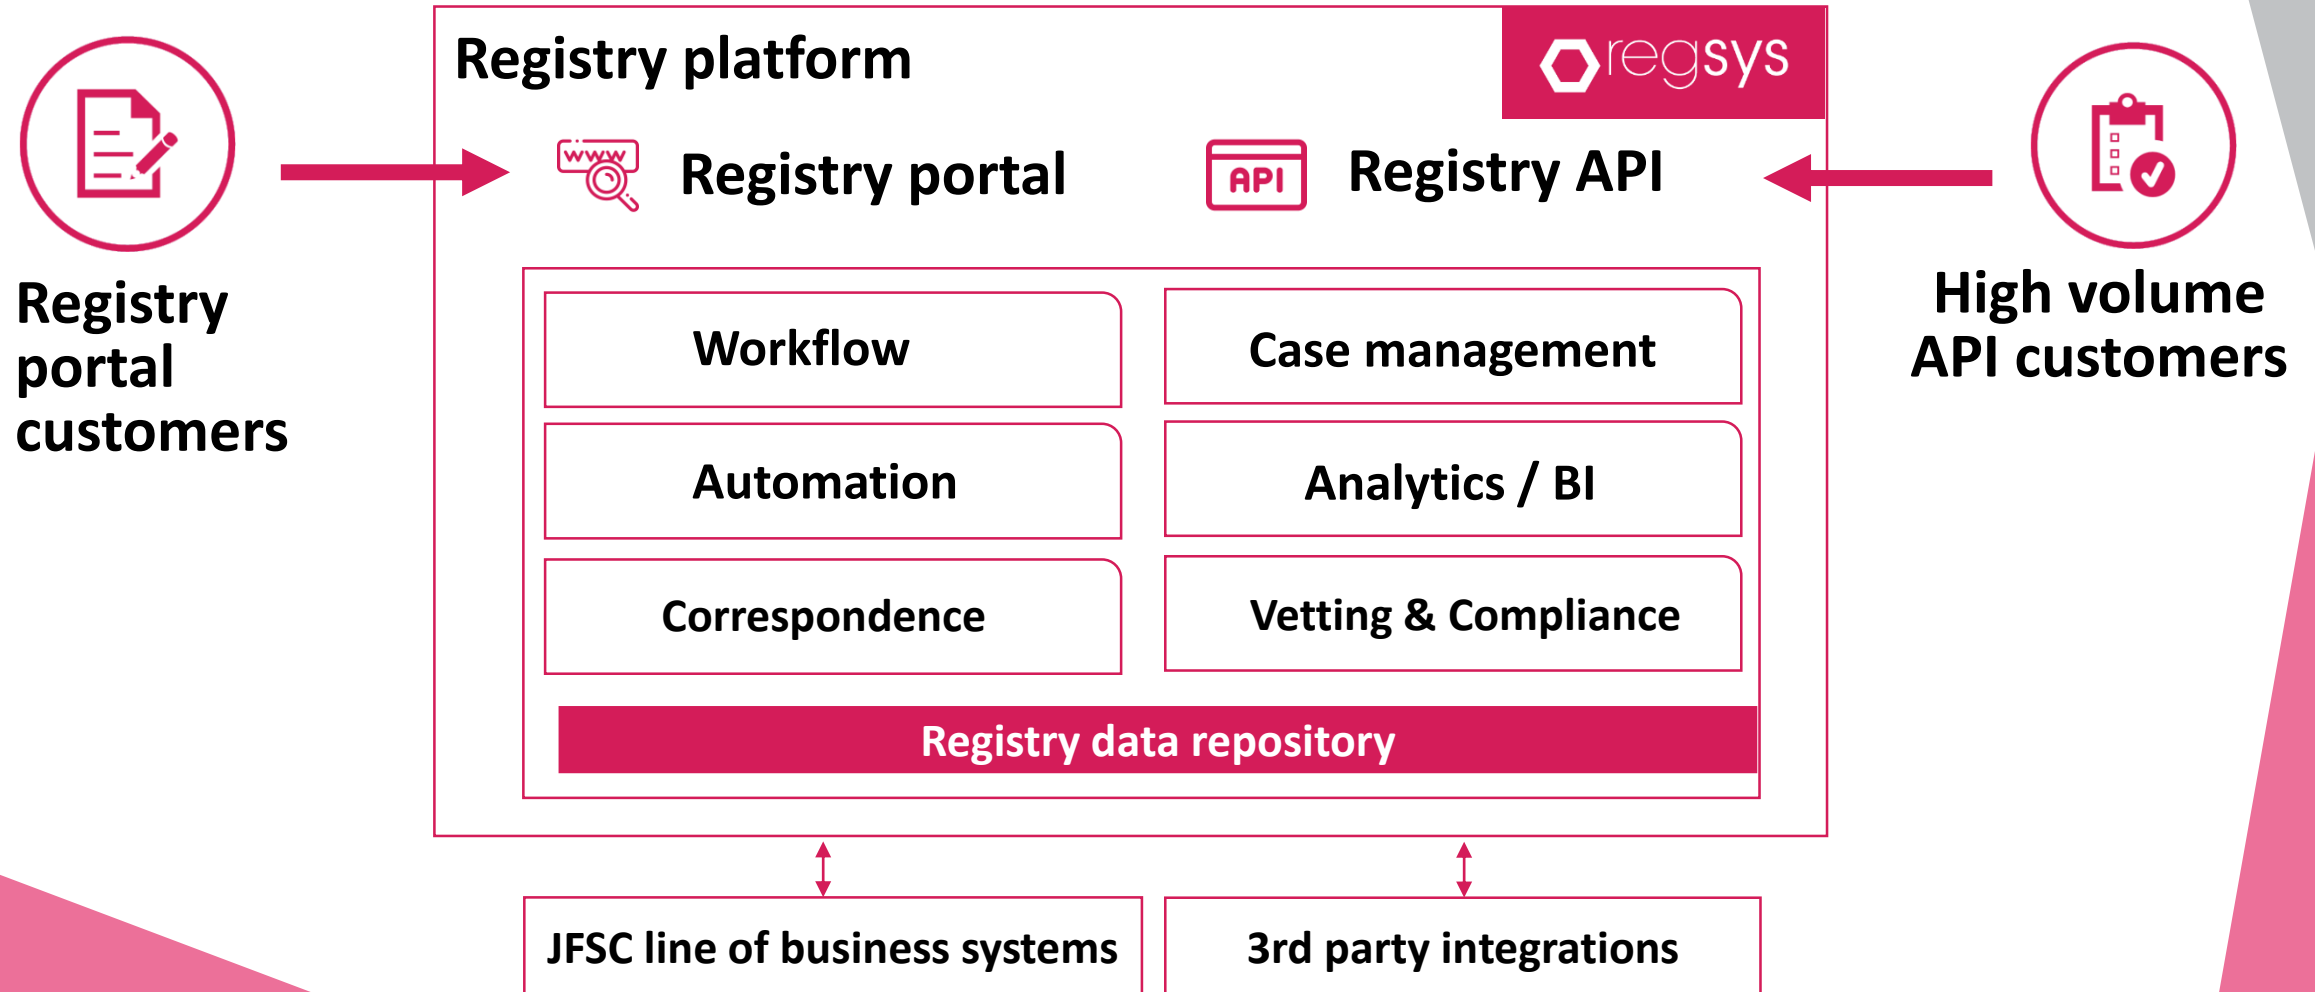 Registry platform
regsys
www
Registry portal
API
Registry API
Registry
portal
customers
High volume
API customers
Workflow
Case management
Automation
Analytics / BI
Correspondence
Vetting & Compliance
Registry data repository
JFSC line of business systems
3rd party integrations